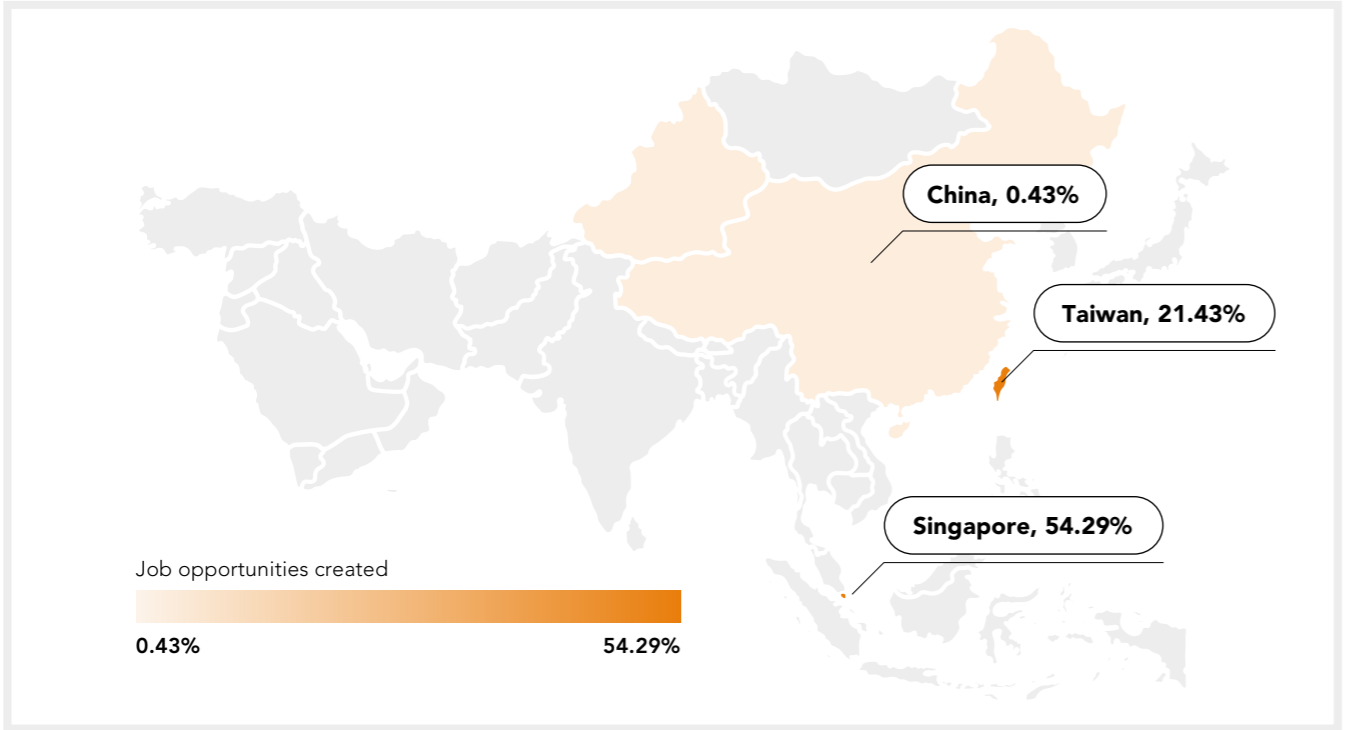 China, 0.43%
Taiwan, 21.43%
Singapore, 54.29%
Job opportunities created
0.43% 54.29%